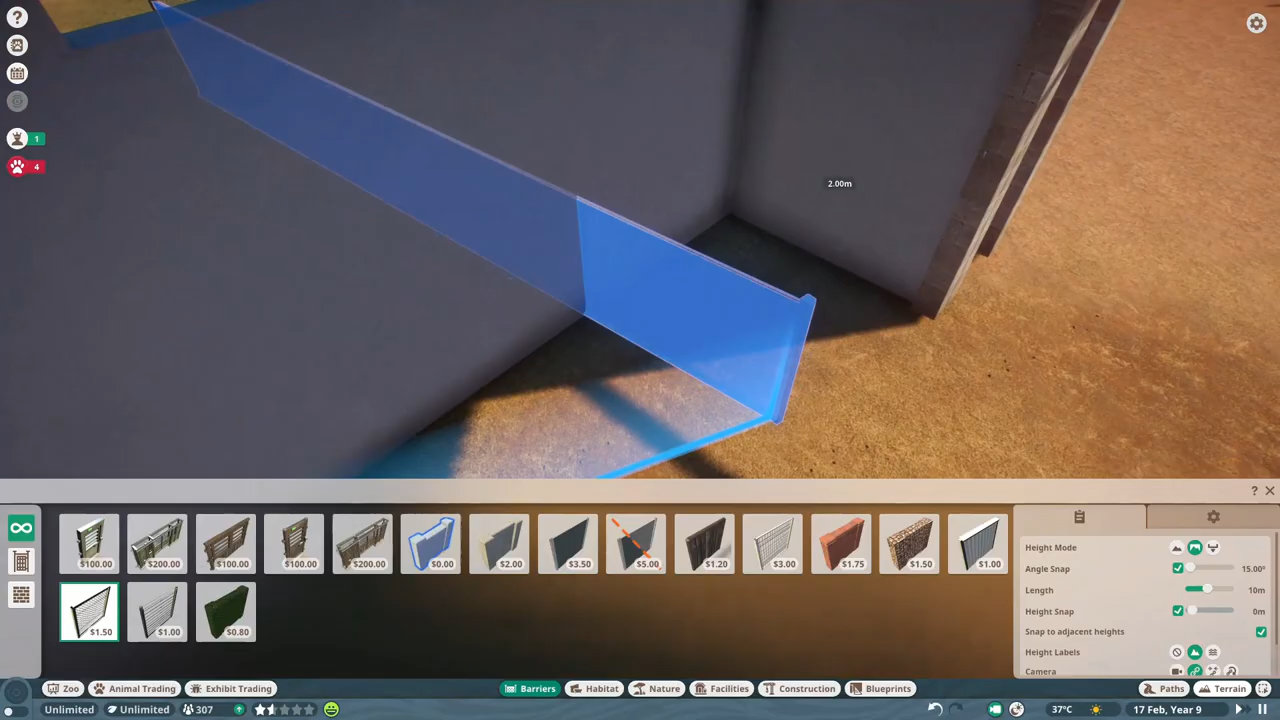 ?
1
4
2.00m
?
$100.00 $200.00 $100.00 $100.00 $200.00 $0.00 $2.00 $3.50 $5.00 $1.20 $3.00 $1.75 $1.50 $1.00
$1.50 $1.00 $0.80
Height Mode
Angle Snap 15.00°
Length 10m
Height Snap 0m
Snap to adjacent heights
Height Labels
Camera
Zoo Animal Trading Exhibit Trading Barriers Habitat Nature Facilities Construction Blueprints Paths Terrain
Unlimited Unlimited 307 37°C 17 Feb, Year 9